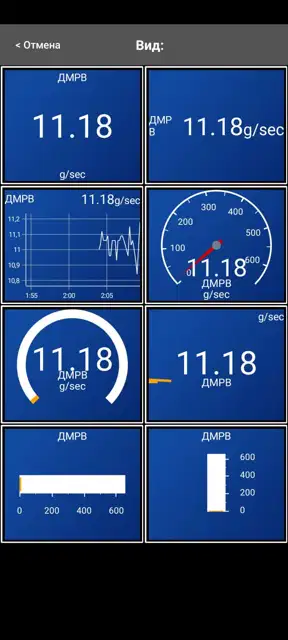 < Отмена
Вид:
ДМРВ
11.18
g/sec
ДМР
В
11.18g/sec
ДМРВ
11.18g/sec
11,2
11,1
11
10,9
10,8
1:55
2:00
2:05
0
100
200
300
400
500
600
11.18
ДМРВ
g/sec
11.18
ДМРВ
g/sec
g/sec
11.18
ДМРВ
ДМРВ
0 200 400 600
ДМРВ
600
400
200
0